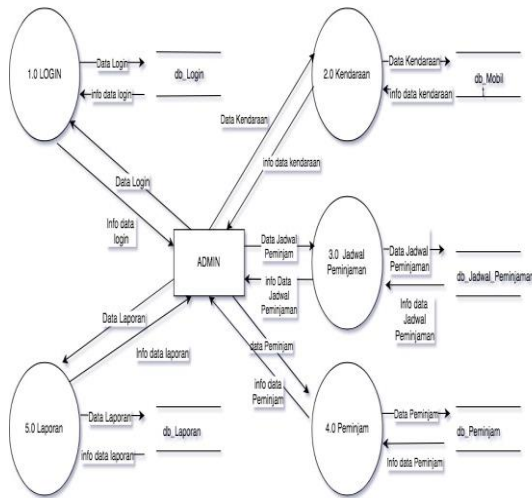 1.0 LOGIN
Data Login
db_Login
info data login
2.0 Kendaraan
Data Kendaraan
db_Mobil
info data kendaraan
Data Kendaraan
info data kendaraan
Data Login
Info data
login
ADMIN
Data Jadwal
Peminjam
info Data
Jadwal
Peminjaman
3.0 Jadwal
Peminjaman
Data Jadwal
Peminjaman
db_Jadwal_Peminjaman
Info Data
Jadwal
Peminjaman
Data Laporan
Info data laporan
data Peminjam
info data
Peminjam
5.0 Laporan
Data Laporan
db_Laporan
info data laporan
4.0 Peminjam
Data Peminjam
db_Peminjam
Info data Peminjam